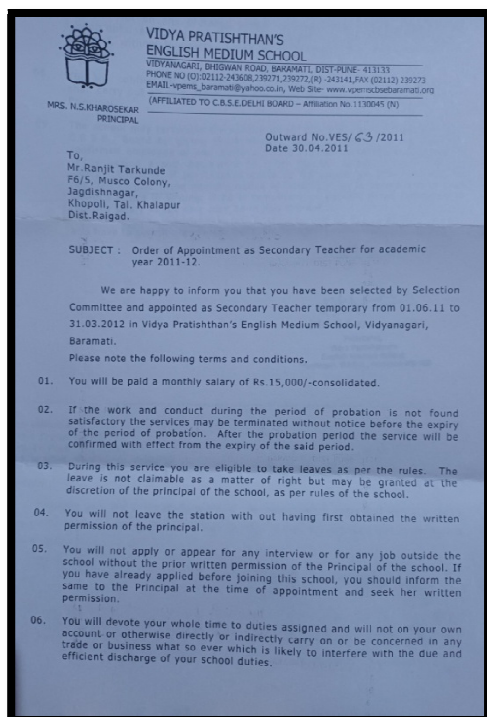 VIDYA PRATISHTHAN'S
ENGLISH MEDIUM SCHOOL
VIDYANAGARI, BHIGWAN ROAD, BARAMATI, DIST-PUNE- 413133
PHONE NO (O):02112-243608,239271,239272,(R) -243141,FAX (02112) 239273
EMAIL -vpems_baramati@yahoo.co.in, Web Site- www.vpemscbsebaramati.org
(AFFILIATED TO C.B.S.E.DELHI BOARD – Affiliation No.1130045 (N)
MRS. N.S.KHAROSEKAR
PRINCIPAL
Outward No.VES/ 63 /2011
Date 30.04.2011
To,
Mr.Ranjit Tarkunde
F6/5, Musco Colony,
Jagdishnagar,
Khopoli, Tal. Khalapur
Dist.Raigad.
SUBJECT : Order of Appointment as Secondary Teacher for academic
year 2011-12.
We are happy to inform you that you have been selected by Selection
Committee and appointed as Secondary Teacher temporary from 01.06.11 to
31.03.2012 in Vidya Pratishthan's English Medium School, Vidyanagari,
Baramati.
Please note the following terms and conditions.
01. You will be paid a monthly salary of Rs.15,000/-consolidated.
02. If the work and conduct during the period of probation is not found
satisfactory the services may be terminated without notice before the expiry
of the period of probation. After the probation period the service will be
confirmed with effect from the expiry of the said period.
03. During this service you are eligible to take leaves as per the rules. The
leave is not claimable as a matter of right but may be granted at the
discretion of the principal of the school, as per rules of the school.
04. You will not leave the station with out having first obtained the written
permission of the principal.
05. You will not apply or appear for any interview or for any job outside the
school without the prior written permission of the Principal of the school. If
you have already applied before joining this school, you should inform the
same to the Principal at the time of appointment and seek her written
permission.
06. You will devote your whole time to duties assigned and will not on your own
account or otherwise directly or indirectly carry on or be concerned in any
trade or business what so ever which is likely to interfere with the due and
efficient discharge of your school duties.